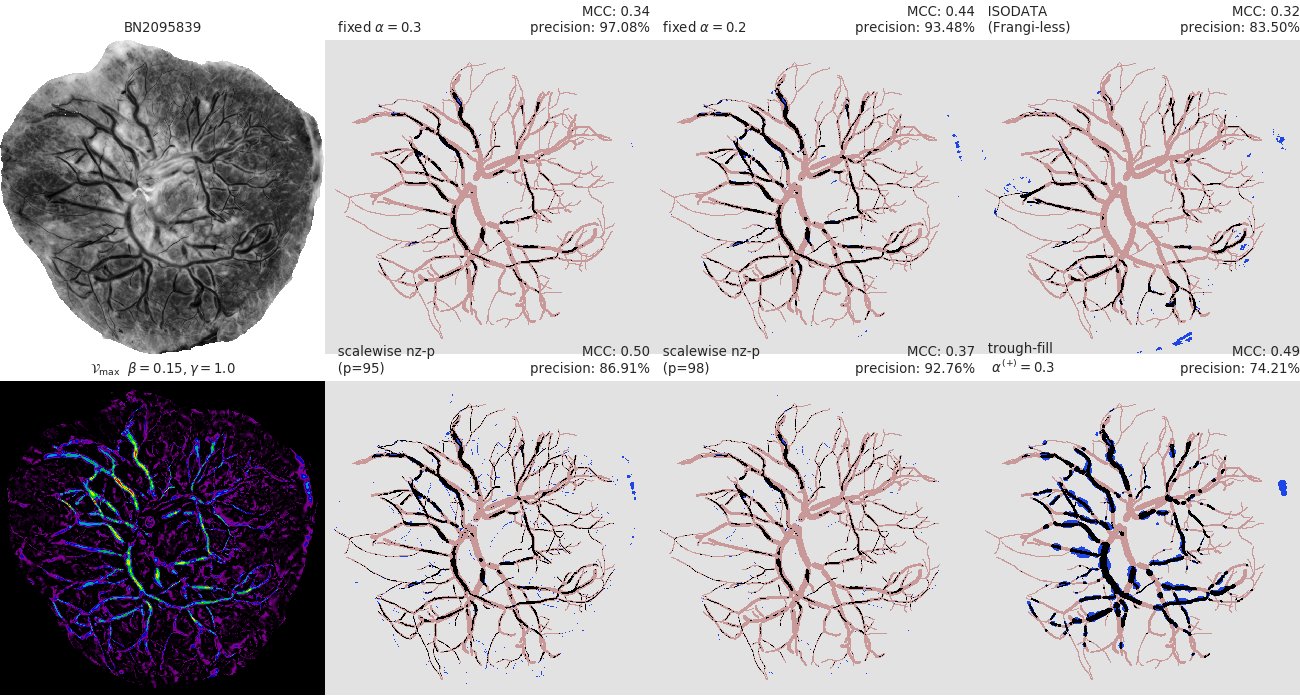 BN2095839
fixed α = 0.3
MCC: 0.34
precision: 97.08%
fixed α = 0.2
MCC: 0.44
precision: 93.48%
ISODATA
(Frangi-less)
MCC: 0.32
precision: 83.50%
𝒱max β = 0.15, γ = 1.0
scalewise nz-p
(p=95)
MCC: 0.50
precision: 86.91%
scalewise nz-p
(p=98)
MCC: 0.37
precision: 92.76%
trough-fill
α(+) = 0.3
MCC: 0.49
precision: 74.21%